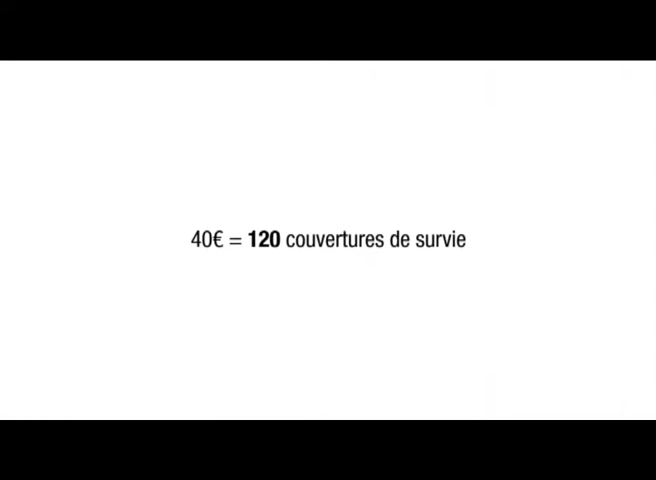 40€ = 120 couvertures de survie